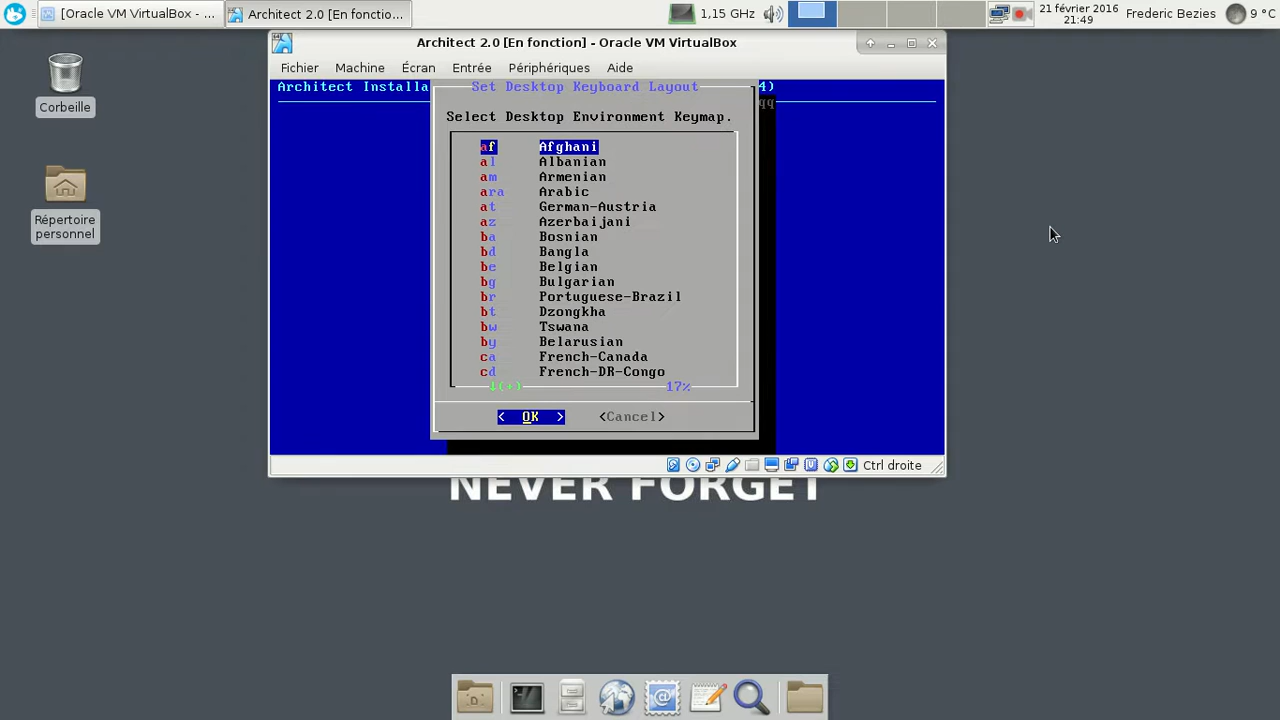 [Oracle VM VirtualBox - ...
Architect 2.0 [En fonctio...
1,15 GHz
21 février 2016
21:49
Frederic Bezies
9 °C
Corbeille
Répertoire
personnel
Architect 2.0 [En fonction] - Oracle VM VirtualBox
Fichier Machine Écran Entrée Périphériques Aide
Architect Installa
4)
qq
Set Desktop Keyboard Layout
Select Desktop Environment Keymap.
af Afghani
al Albanian
am Armenian
ara Arabic
at German-Austria
az Azerbaijani
ba Bosnian
bd Bangla
be Belgian
bg Bulgarian
br Portuguese-Brazil
bt Dzongkha
bw Tswana
by Belarusian
ca French-Canada
cd French-DR-Congo
↓(+) 17%
< OK > <Cancel>
Ctrl droite
NEVER FORGET